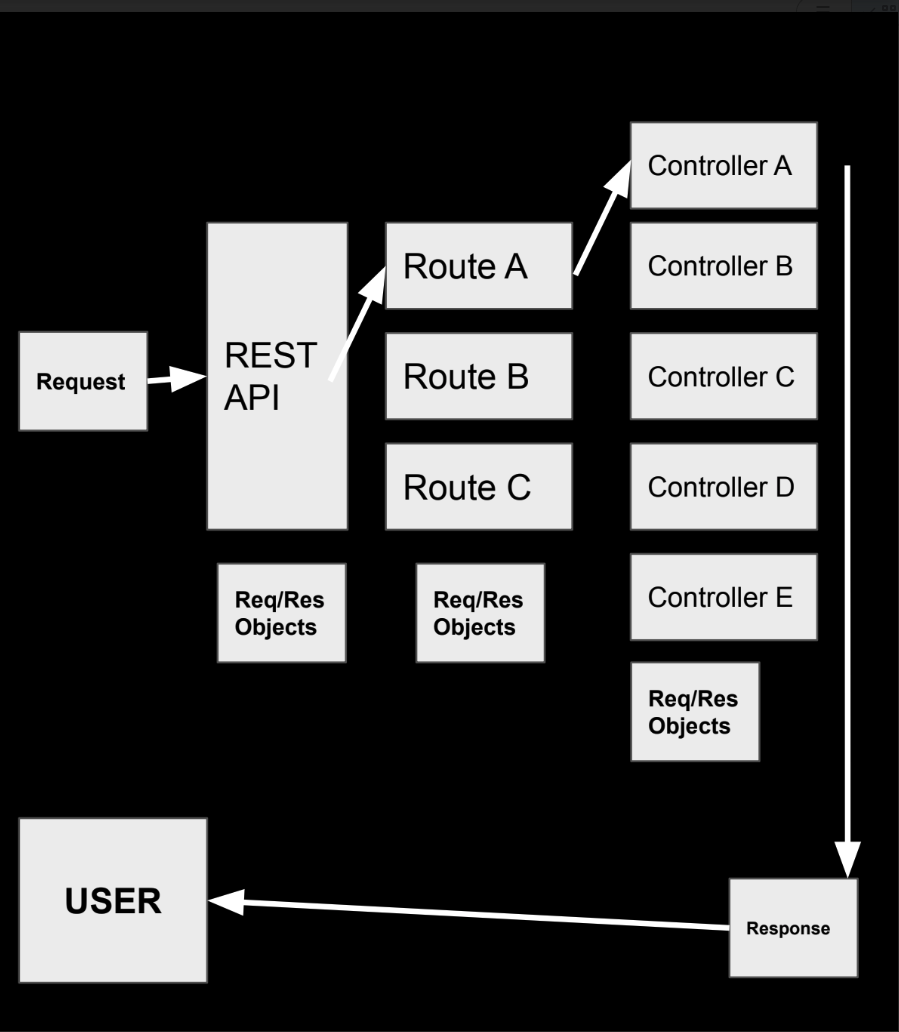 Request
REST
API
Route A
Route B
Route C
Controller A
Controller B
Controller C
Controller D
Controller E
Req/Res
Objects
Req/Res
Objects
Req/Res
Objects
USER
Response